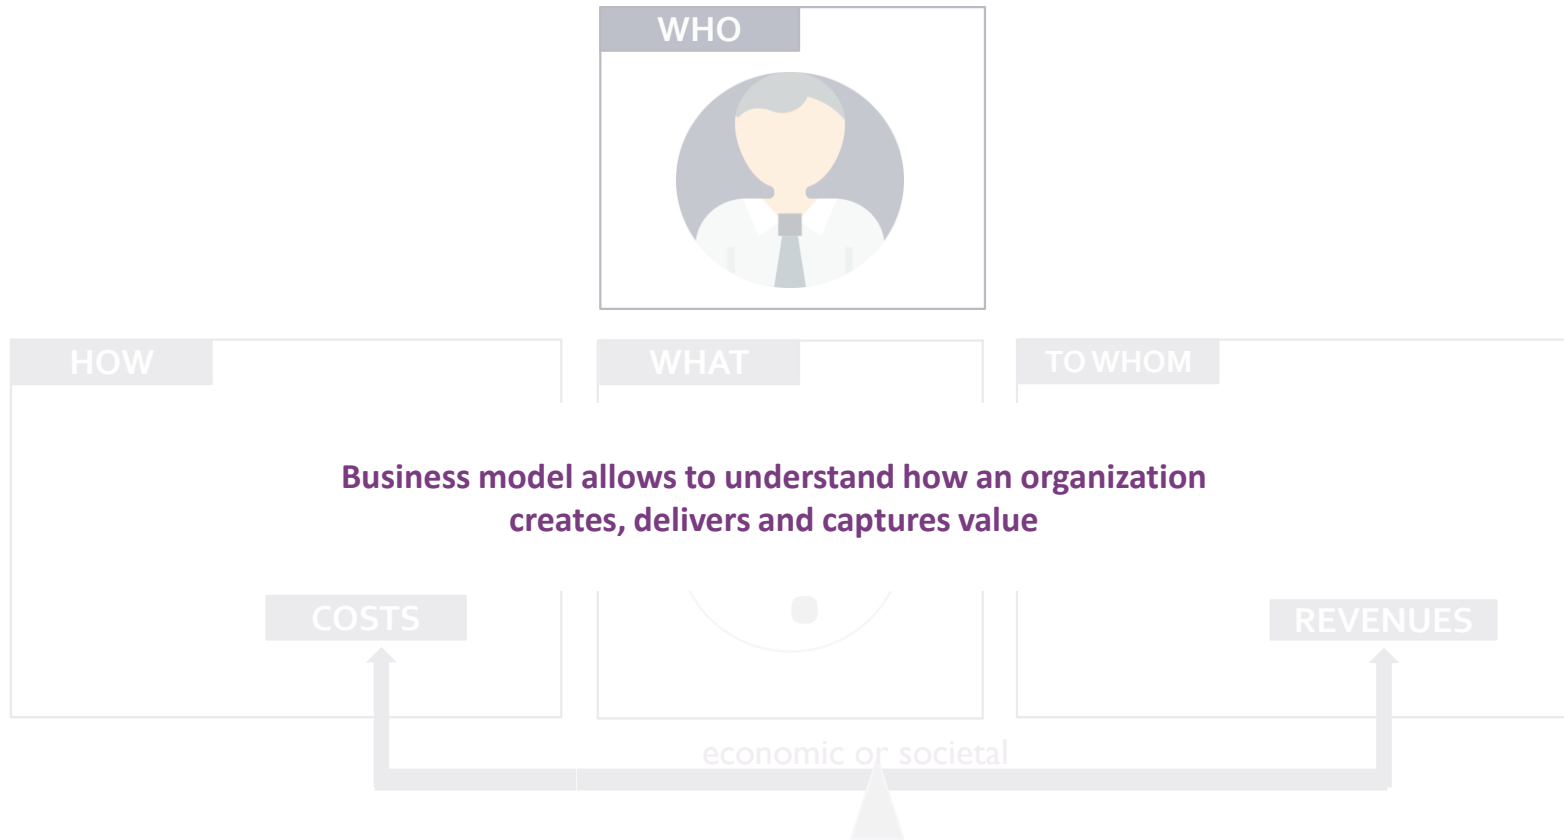 WHO
HOW
WHAT
TO WHOM
Business model allows to understand how an organization
creates, delivers and captures value
COSTS
REVENUES
economic or societal